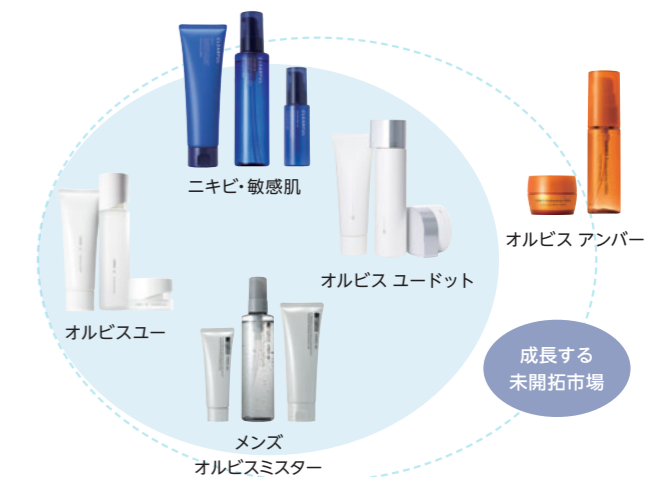 ニキビ・敏感肌
オルビス アンバー
オルビス ユードット
オルビスユー
成長する
未開拓市場
メンズ
オルビスミスター